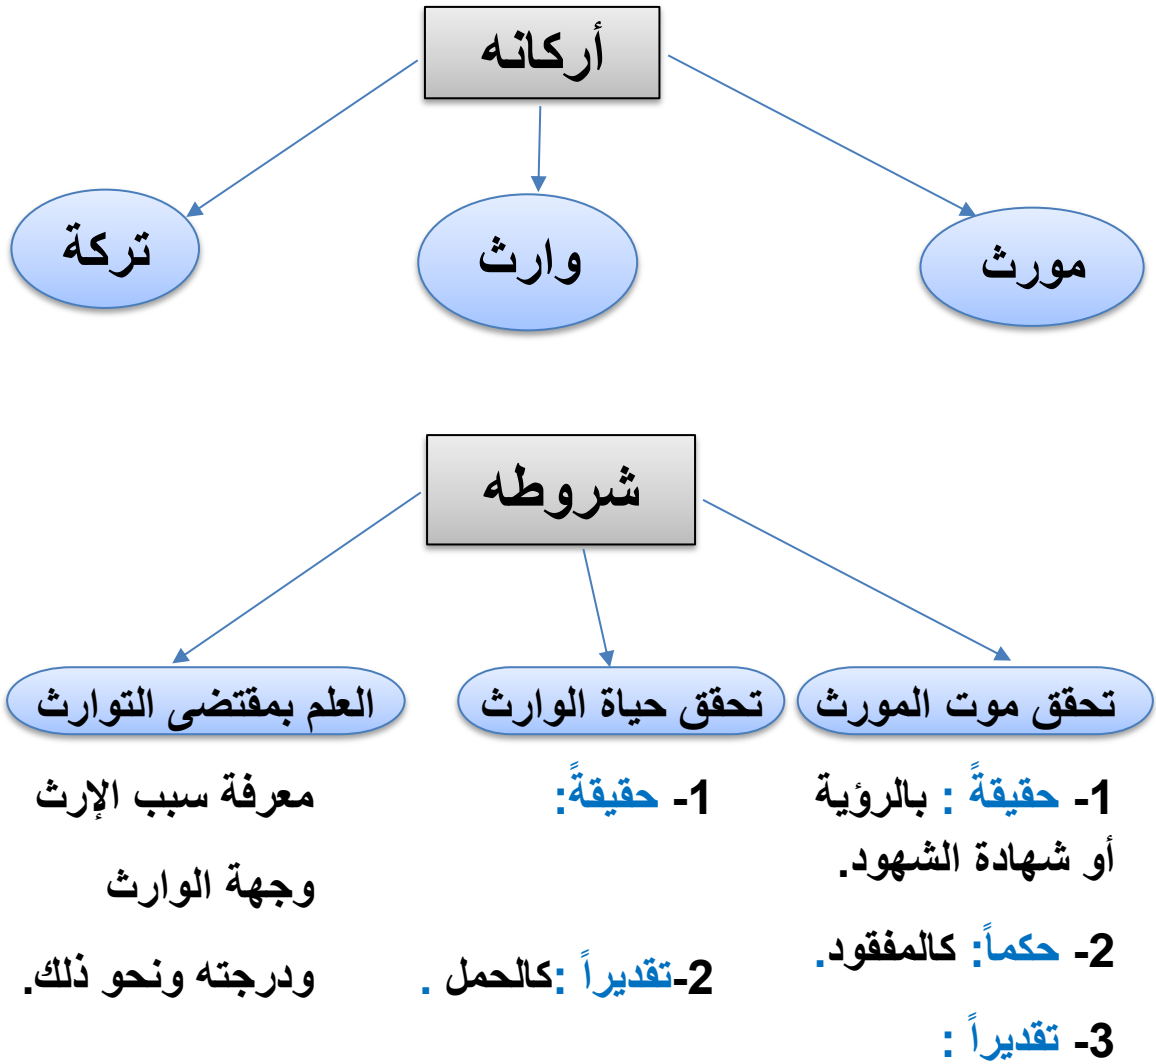 أركانه
مورث
وارث
تركة
شروطه
تحقق موت المورث
تحقق حياة الوارث
العلم بمقتضى التوارث
1- حقيقةً : بالرؤية
أو شهادة الشهود.
2- حكماً: كالمفقود.
3- تقديراً :
1- حقيقةً:
2-تقديراً :كالحمل .
معرفة سبب الإرث
وجهة الوارث
ودرجته ونحو ذلك.